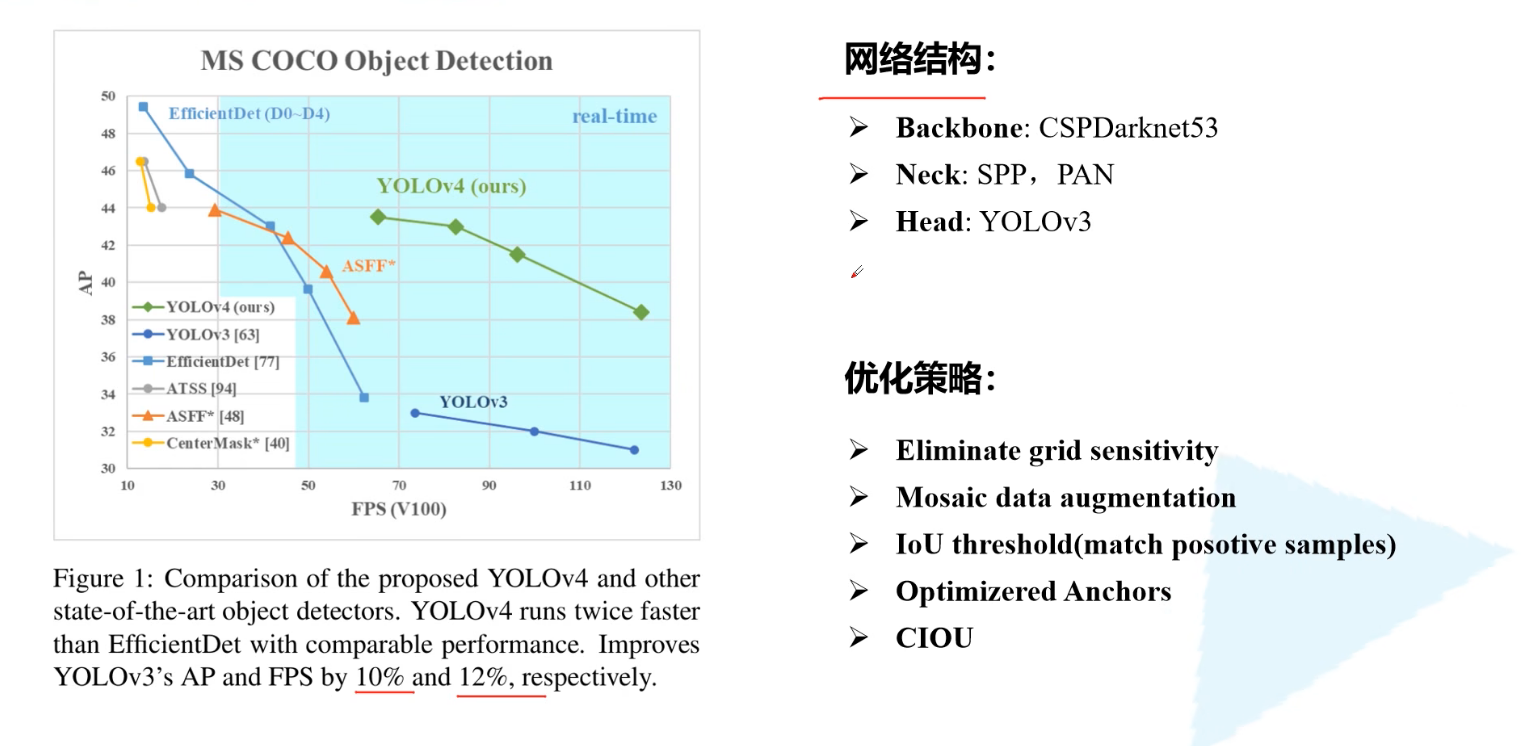 MS COCO Object Detection
50
48
46
44
42
40
38
36
34
32
30
AP
EfficientDet (D0~D4)
real-time
YOLOv4 (ours)
ASFF*
YOLOv3
YOLOv4 (ours)
YOLOv3 [63]
EfficientDet [77]
ATSS [94]
ASFF* [48]
CenterMask* [40]
10 30 50 70 90 110 130
FPS (V100)
Figure 1: Comparison of the proposed YOLOv4 and other
state-of-the-art object detectors. YOLOv4 runs twice faster
than EfficientDet with comparable performance. Improves
YOLOv3's AP and FPS by 10% and 12%, respectively.
网络结构：
Backbone: CSPDarknet53
Neck: SPP，PAN
Head: YOLOv3
优化策略：
Eliminate grid sensitivity
Mosaic data augmentation
IoU threshold(match posotive samples)
Optimizered Anchors
CIOU